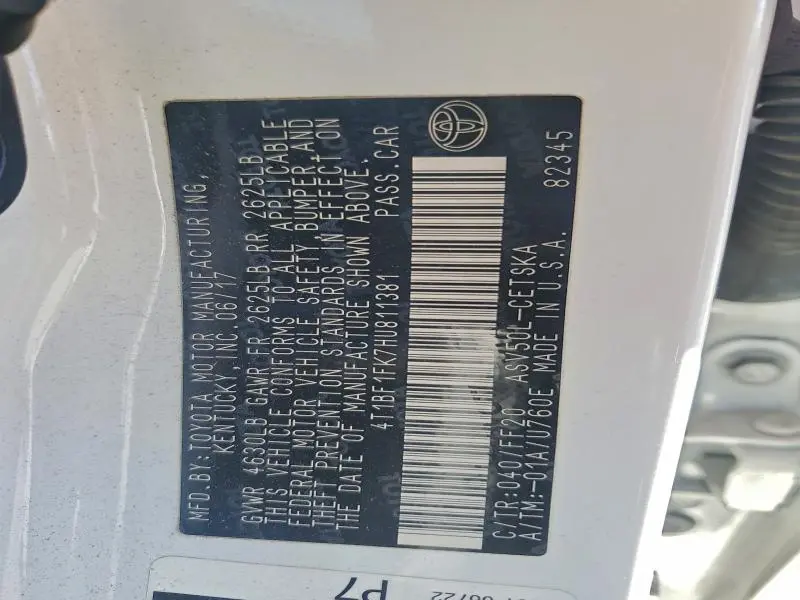 MFD.BY:TOYOTA MOTOR MANUFACTURING,
KENTUCKY,INC.06/17
GVWR 4630LB GAWR FR 2625LB RR 2625LB
THIS VEHICLE CONFORMS TO ALL APPLICABLE
FEDERAL MOTOR VEHICLE SAFETY, BUMPER, AND
THEFT PREVENTION STANDARDS IN EFFECT ON
THE DATE OF MANUFACTURE SHOWN ABOVE.
4T1BF1FK7HU811381 PASS.CAR
C/TR:040/FF20 ASV50L-CETSKA
A/TM:-01A/U760E MADE IN U.S.A. 82345
P7